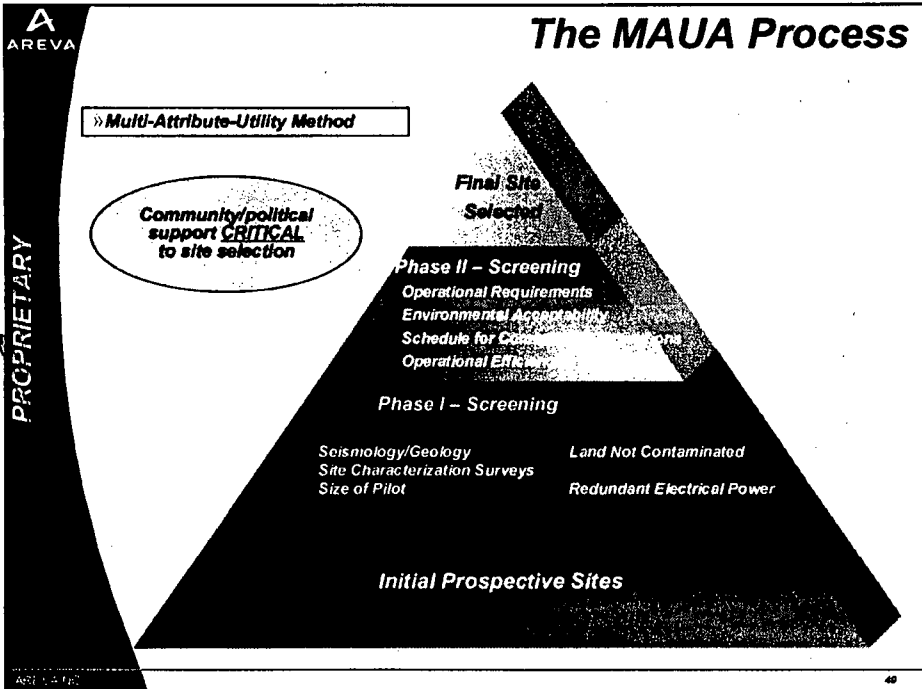 AREVA
The MAUA Process
»Multi-Attribute-Utility Method
Community/political
support CRITICAL
to site selection
PROPRIETARY
Final Site
Selected
Phase II – Screening
Operational Requirements
Environmental Acceptability
Schedule for
Operational
Phase I – Screening
Seismology/Geology
Site Characterization Surveys
Size of Pilot
Land Not Contaminated
Redundant Electrical Power
Initial Prospective Sites
49